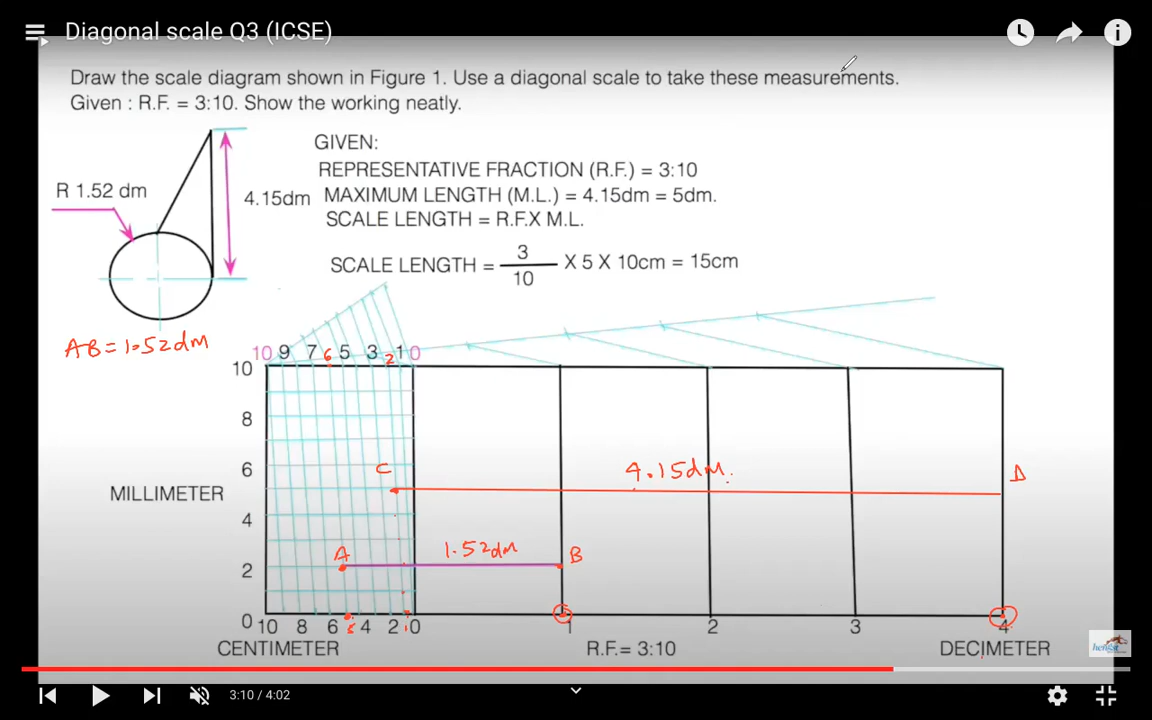 Diagonal scale Q3 (ICSE)
Draw the scale diagram shown in Figure 1. Use a diagonal scale to take these measurements.
Given : R.F. = 3:10. Show the working neatly.
GIVEN:
REPRESENTATIVE FRACTION (R.F.) = 3:10
R 1.52 dm
4.15dm
MAXIMUM LENGTH (M.L.) = 4.15dm = 5dm.
SCALE LENGTH = R.F.X M.L.
SCALE LENGTH = 3/10 X 5 X 10cm = 15cm
AB = 1.52dm
10 9 7 6 5 3 2 1 0
10
8
6
4
2
0
MILLIMETER
C
4.15dm.
D
A
1.52dm
B
10 8 6 5 4 2 1 0 1 2 3 4
CENTIMETER
R.F.= 3:10
DECIMETER
3:10 / 4:02